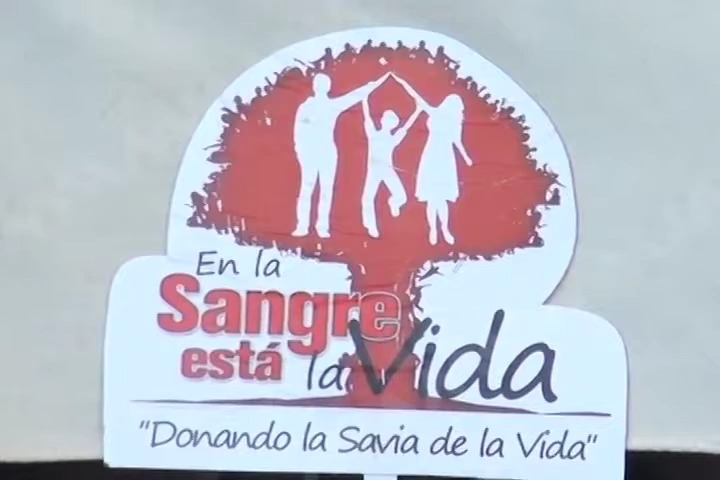 En la
Sangre
está la Vida
"Donando la Savia de la Vida"